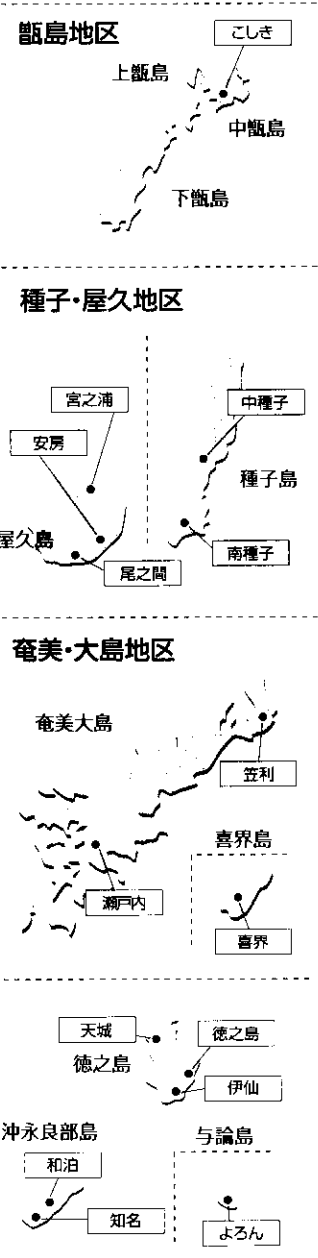 甑島地区
こしき
上甑島
中甑島
下甑島
種子・屋久地区
宮之浦
中種子
安房
種子島
屋久島
南種子
尾之間
奄美・大島地区
奄美大島
笠利
喜界島
瀬戸内
喜界
天城
徳之島
徳之島
伊仙
沖永良部島
与論島
和泊
知名
よろん